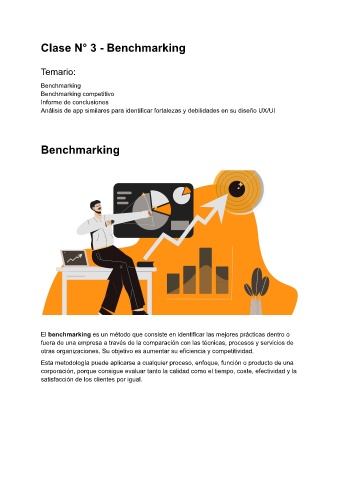 Clase N° 3 - Benchmarking
Temario:
Benchmarking
Benchmarking competitivo
Informe de conclusiones
Análisis de app similares para identificar fortalezas y debilidades en su diseño UX/UI
Benchmarking
El benchmarking es un método que consiste en identificar las mejores prácticas dentro o
fuera de una empresa a través de la comparación con las técnicas, procesos y servicios de
otras organizaciones. Su objetivo es aumentar su eficiencia y competitividad.
Esta metodología puede aplicarse a cualquier proceso, enfoque, función o producto de una
corporación, porque consigue evaluar tanto la calidad como el tiempo, coste, efectividad y la
satisfacción de los clientes por igual.